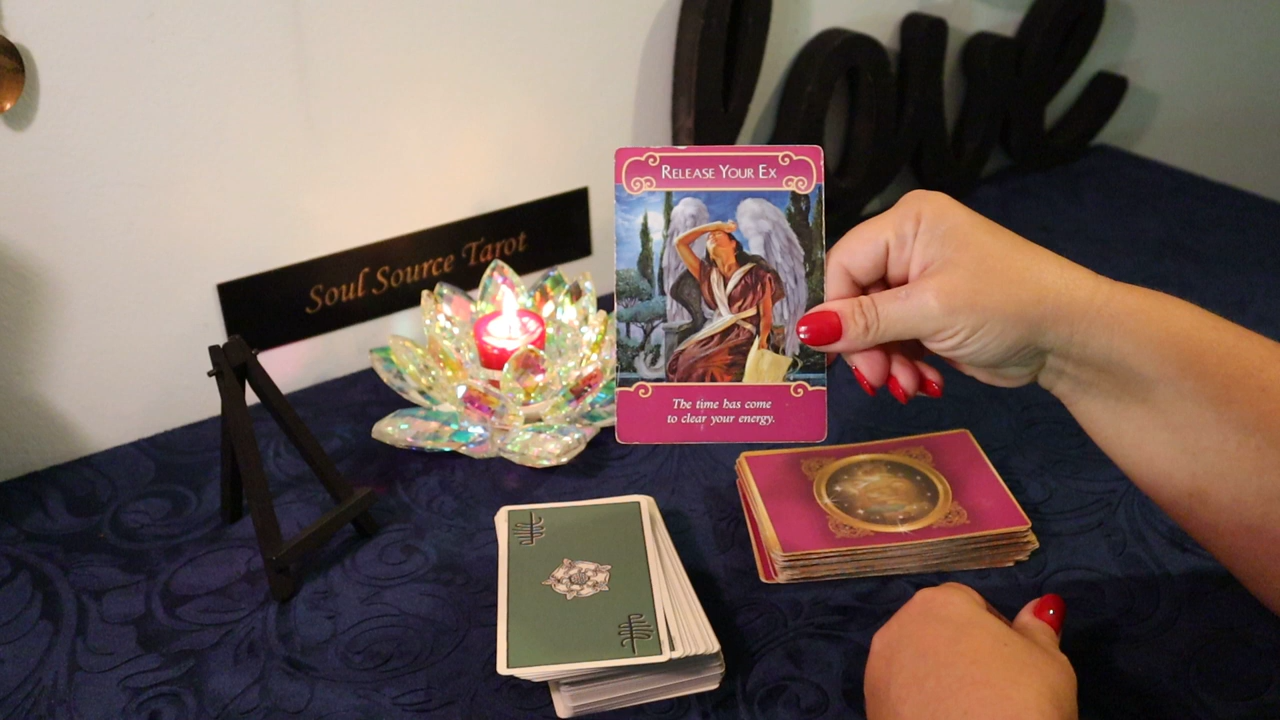 love
Soul Source Tarot
RELEASE YOUR EX
The time has come
to clear your energy.